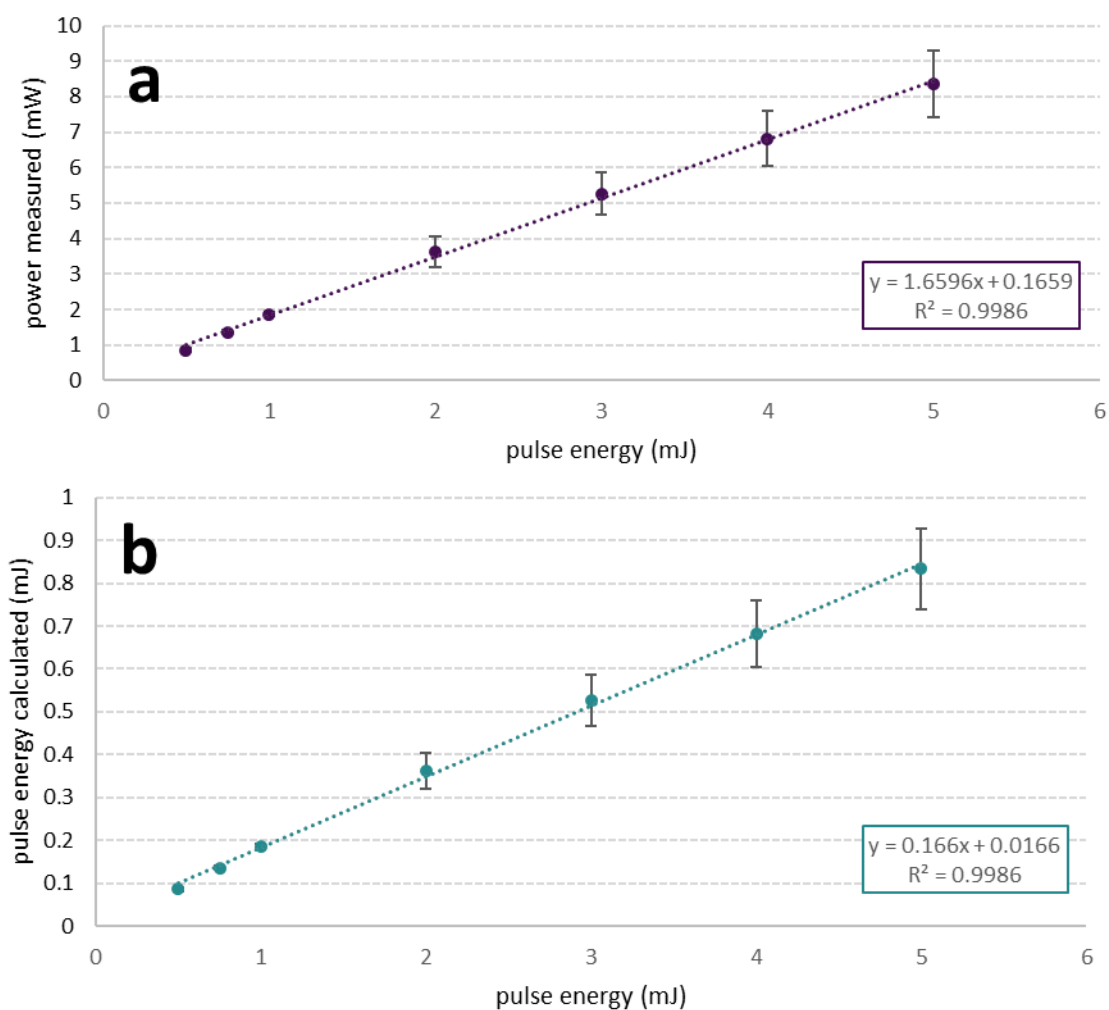 a
power measured (mW)
10
9
8
7
6
5
4
3
2
1
0
0 1 2 3 4 5 6
pulse energy (mJ)
y = 1.6596x + 0.1659
R² = 0.9986
b
pulse energy calculated (mJ)
1
0.9
0.8
0.7
0.6
0.5
0.4
0.3
0.2
0.1
0
0 1 2 3 4 5 6
pulse energy (mJ)
y = 0.166x + 0.0166
R² = 0.9986